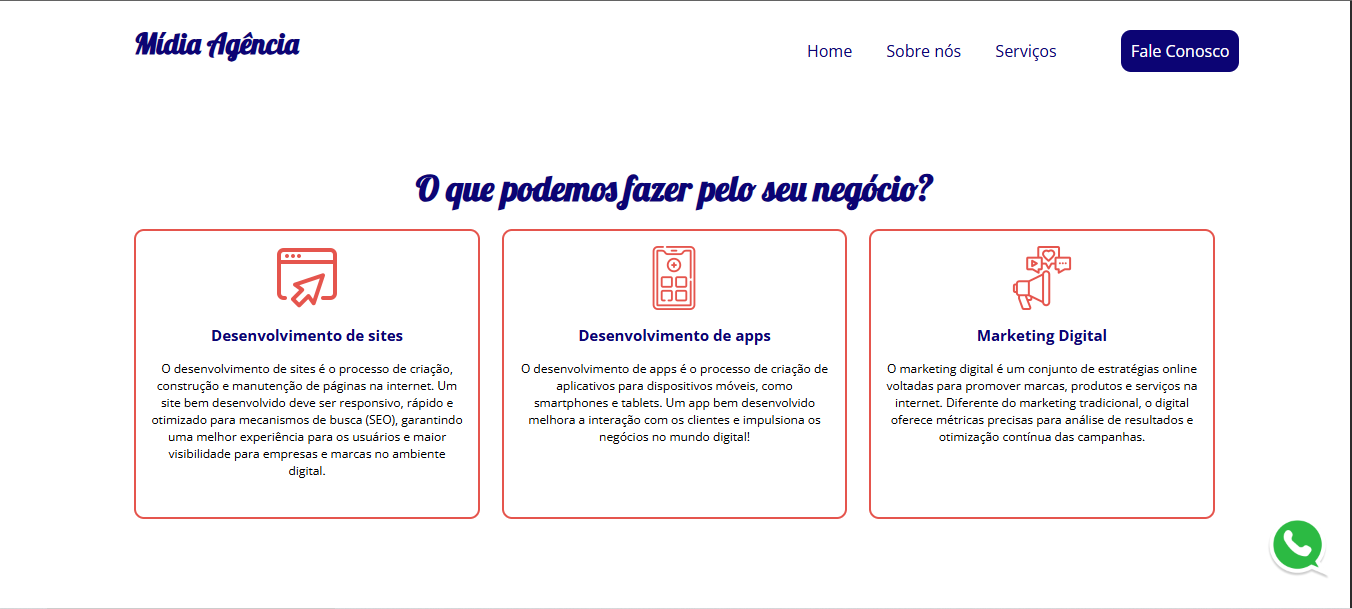 Mídia Agência
Home Sobre nós Serviços Fale Conosco
O que podemos fazer pelo seu negócio?
Desenvolvimento de sites
O desenvolvimento de sites é o processo de criação,
construção e manutenção de páginas na internet. Um
site bem desenvolvido deve ser responsivo, rápido e
otimizado para mecanismos de busca (SEO), garantindo
uma melhor experiência para os usuários e maior
visibilidade para empresas e marcas no ambiente
digital.
Desenvolvimento de apps
O desenvolvimento de apps é o processo de criação de
aplicativos para dispositivos móveis, como
smartphones e tablets. Um app bem desenvolvido
melhora a interação com os clientes e impulsiona os
negócios no mundo digital!
Marketing Digital
O marketing digital é um conjunto de estratégias online
voltadas para promover marcas, produtos e serviços na
internet. Diferente do marketing tradicional, o digital
oferece métricas precisas para análise de resultados e
otimização contínua das campanhas.